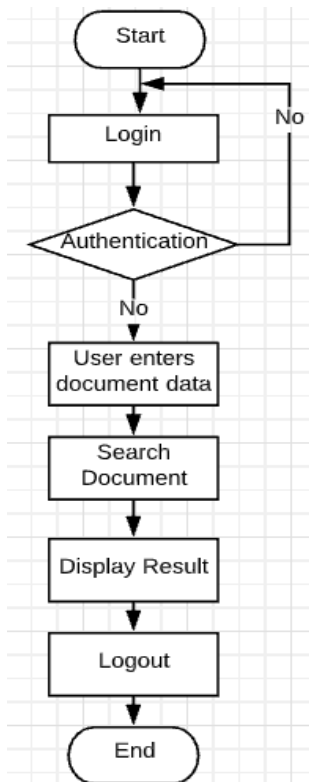 Start
No
Login
Authentication
No
User enters
document data
Search
Document
Display Result
Logout
End